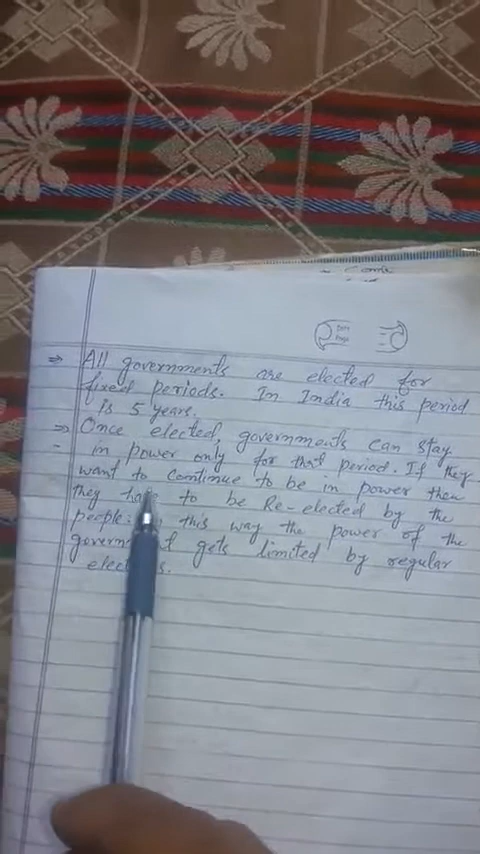 ⇒ All governments are elected for
fixed periods. In India this period
is 5 years.
⇒ Once elected, governments can stay
in power only for that period. If they
want to continue to be in power then
they have to be Re-elected by the
people. this way the power of the
gets limited by regular